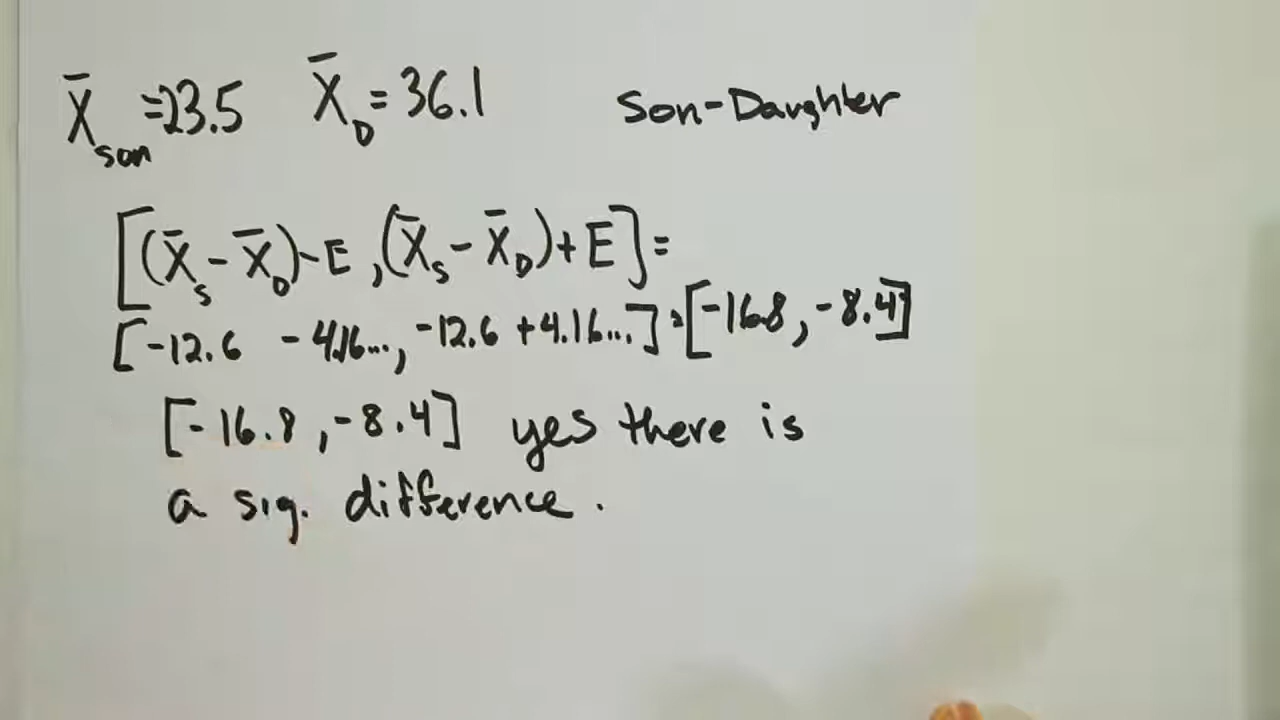 X̄son =23.5 X̄D = 36.1 Son-Daughter
[(X̄s - X̄D) - E , (X̄s - X̄D) + E] =
[-12.6 - 4.16..., -12.6 + 4.16...] = [-16.8, -8.4]
[-16.8, -8.4] yes there is
a sig. difference.